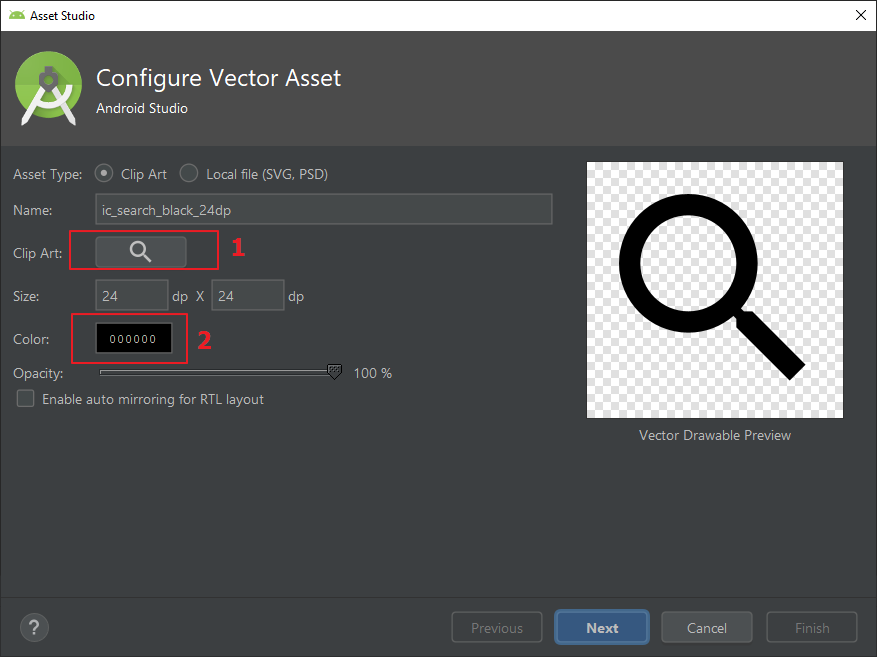 Asset Studio
Configure Vector Asset
Android Studio
Asset Type: Clip Art Local file (SVG, PSD)
Name: ic_search_black_24dp
Clip Art: 1
Size: 24 dp X 24 dp
Color: 000000 2
Opacity: 100 %
Enable auto mirroring for RTL layout
Vector Drawable Preview
? Previous Next Cancel Finish